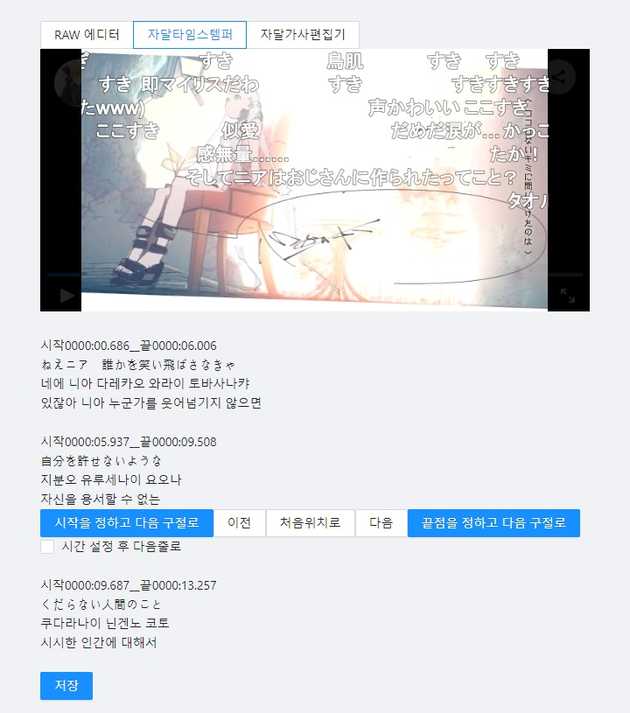 RAW 에디터 자달타임스템퍼 자달가사편집기
すき 鳥肌 すき すき
すき 即マイリスだわ すき すきすきすき
たwww) 声かわいい ここすき
ここすき 似愛 だめだ涙が… かっこ
感無量…… たか!
そしてニアはおじさんに作られたってこと?
タオル
시작0000:00.686__끝0000:06.006
ねえニア 誰かを笑い飛ばさなきゃ
네에 니아 다레카오 와라이 토바사나캬
있잖아 니아 누군가를 웃어넘기지 않으면
시작0000:05.937__끝0000:09.508
自分を許せないような
지분오 유루세나이 요오나
자신을 용서할 수 없는
시작을 정하고 다음 구절로 이전 처음위치로 다음 끝점을 정하고 다음 구절로
시간 설정 후 다음줄로
시작0000:09.687__끝0000:13.257
くだらない人間のこと
쿠다라나이 닌겐노 코토
시시한 인간에 대해서
저장